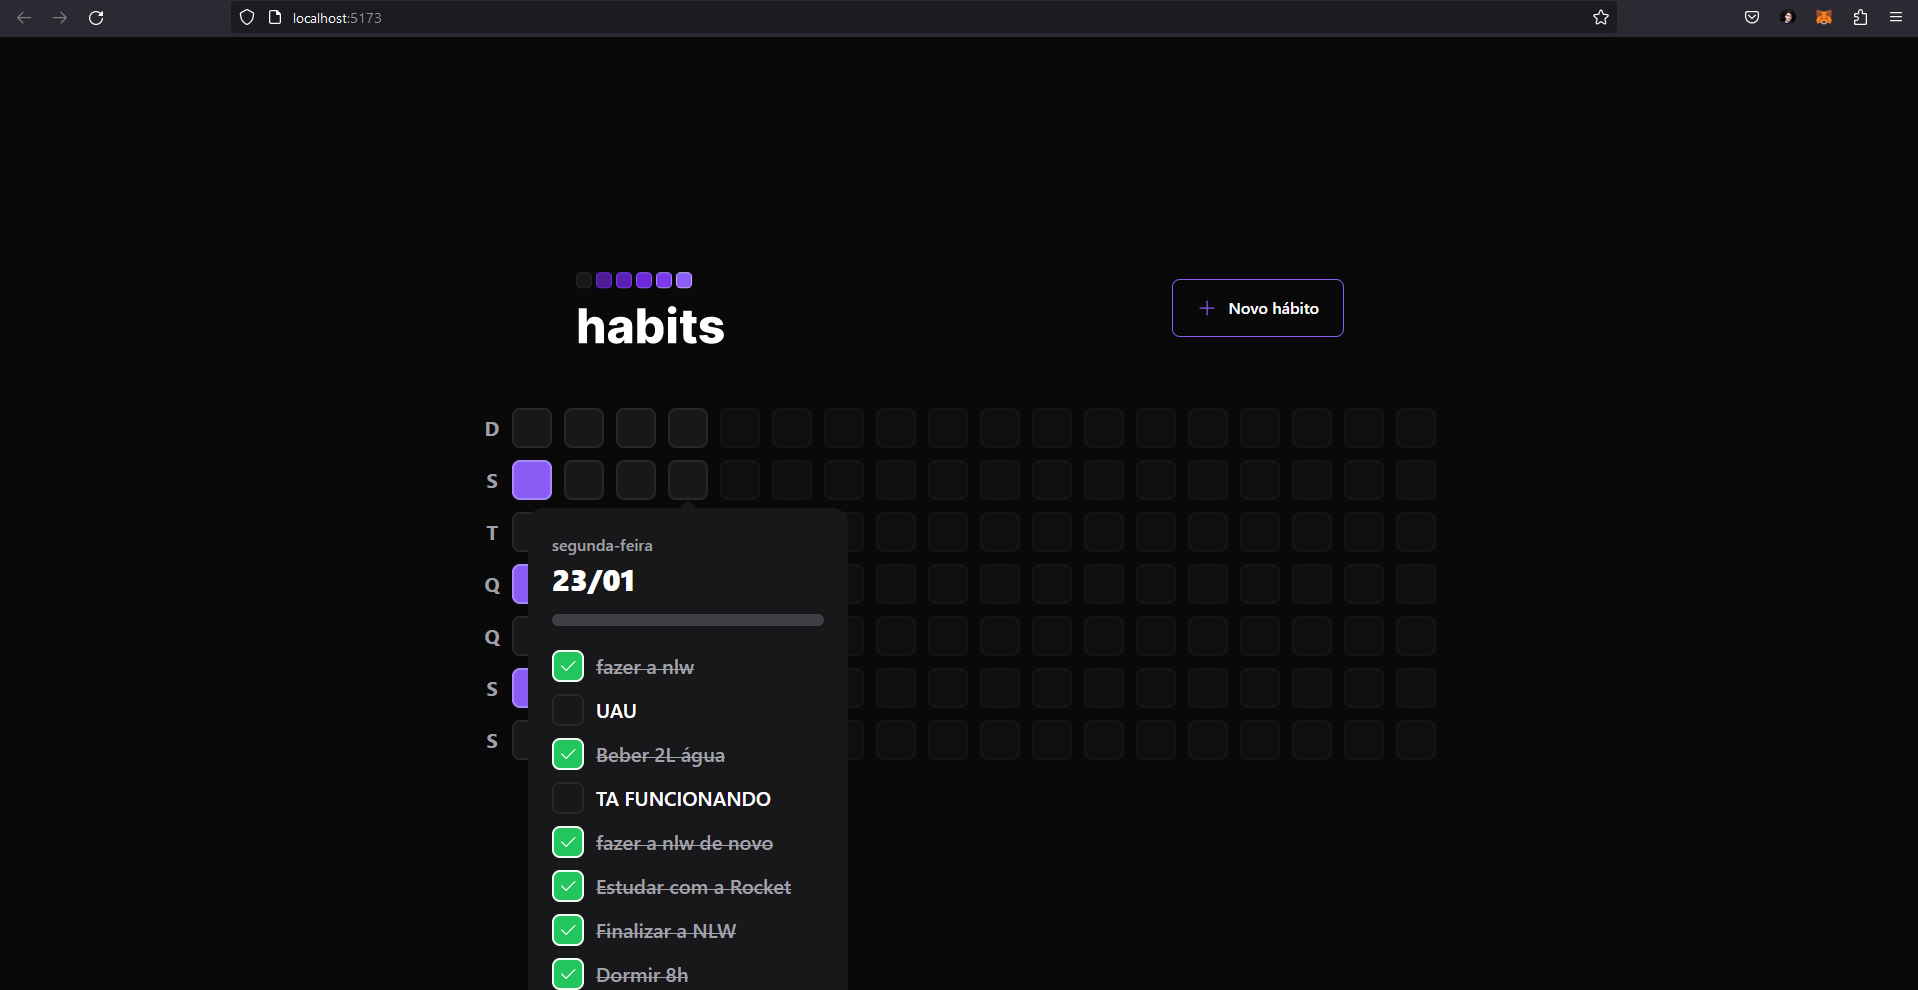 localhost:5173
habits
Novo hábito
D
S
T
Q
Q
S
S
segunda-feira
23/01
fazer a nlw
UAU
Beber 2L água
TA FUNCIONANDO
fazer a nlw de novo
Estudar com a Rocket
Finalizar a NLW
Dormir 8h